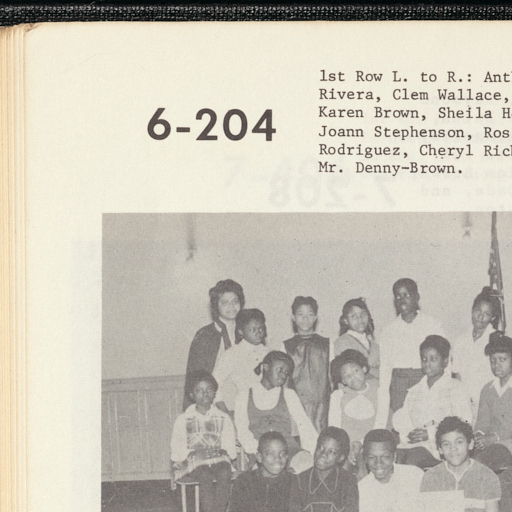 6-204
1st Row L. to R.: Ant
Rivera, Clem Wallace,
Karen Brown, Sheila H
Joann Stephenson, Ros
Rodriguez, Cheryl Rich
Mr. Denny-Brown.